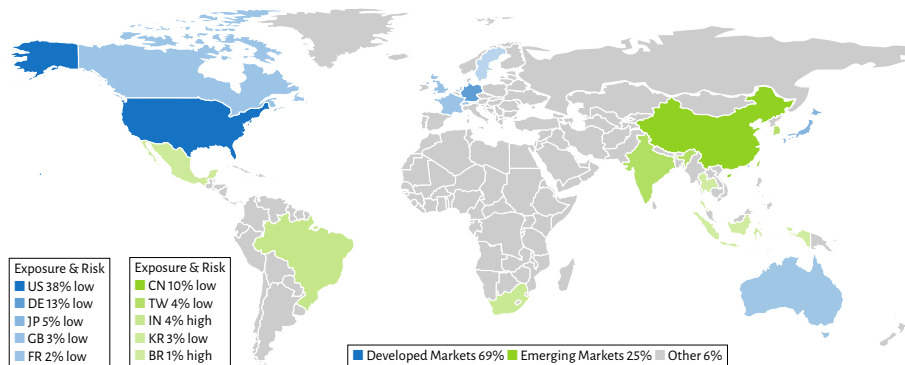 Exposure & Risk
US 38% low
DE 13% low
JP 5% low
GB 3% low
FR 2% low
Exposure & Risk
CN 10% low
TW 4% low
IN 4% high
KR 3% low
BR 1% high
Developed Markets 69% Emerging Markets 25% Other 6%